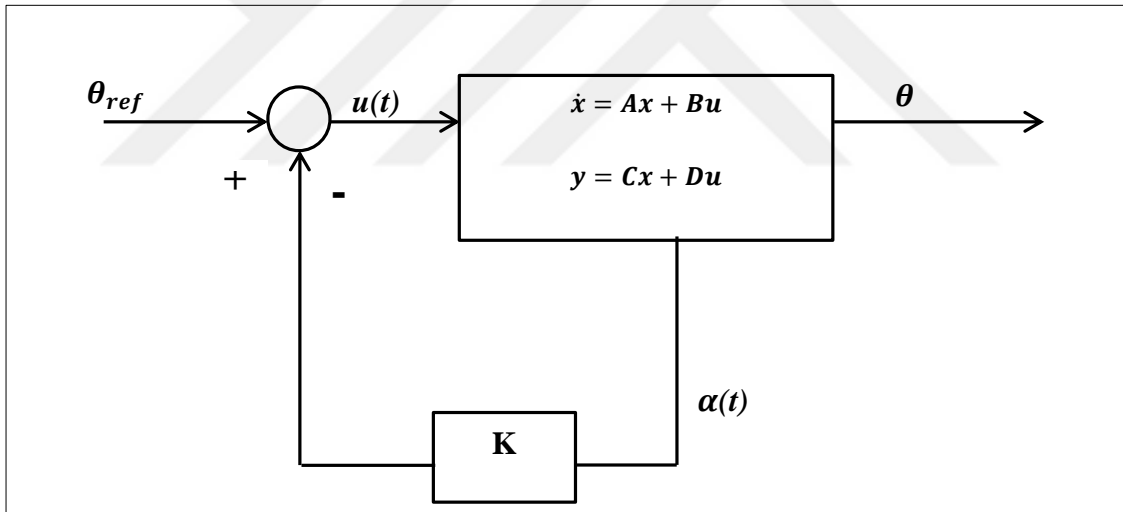 θ_ref
u(t)
ẋ = Ax + Bu
y = Cx + Du
θ
+
-
α(t)
K